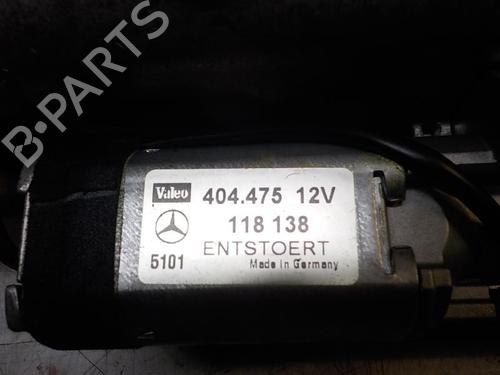 B-PARTS
Valeo 404.475 12V
118 138
5101 ENTSTOERT
Made in Germany